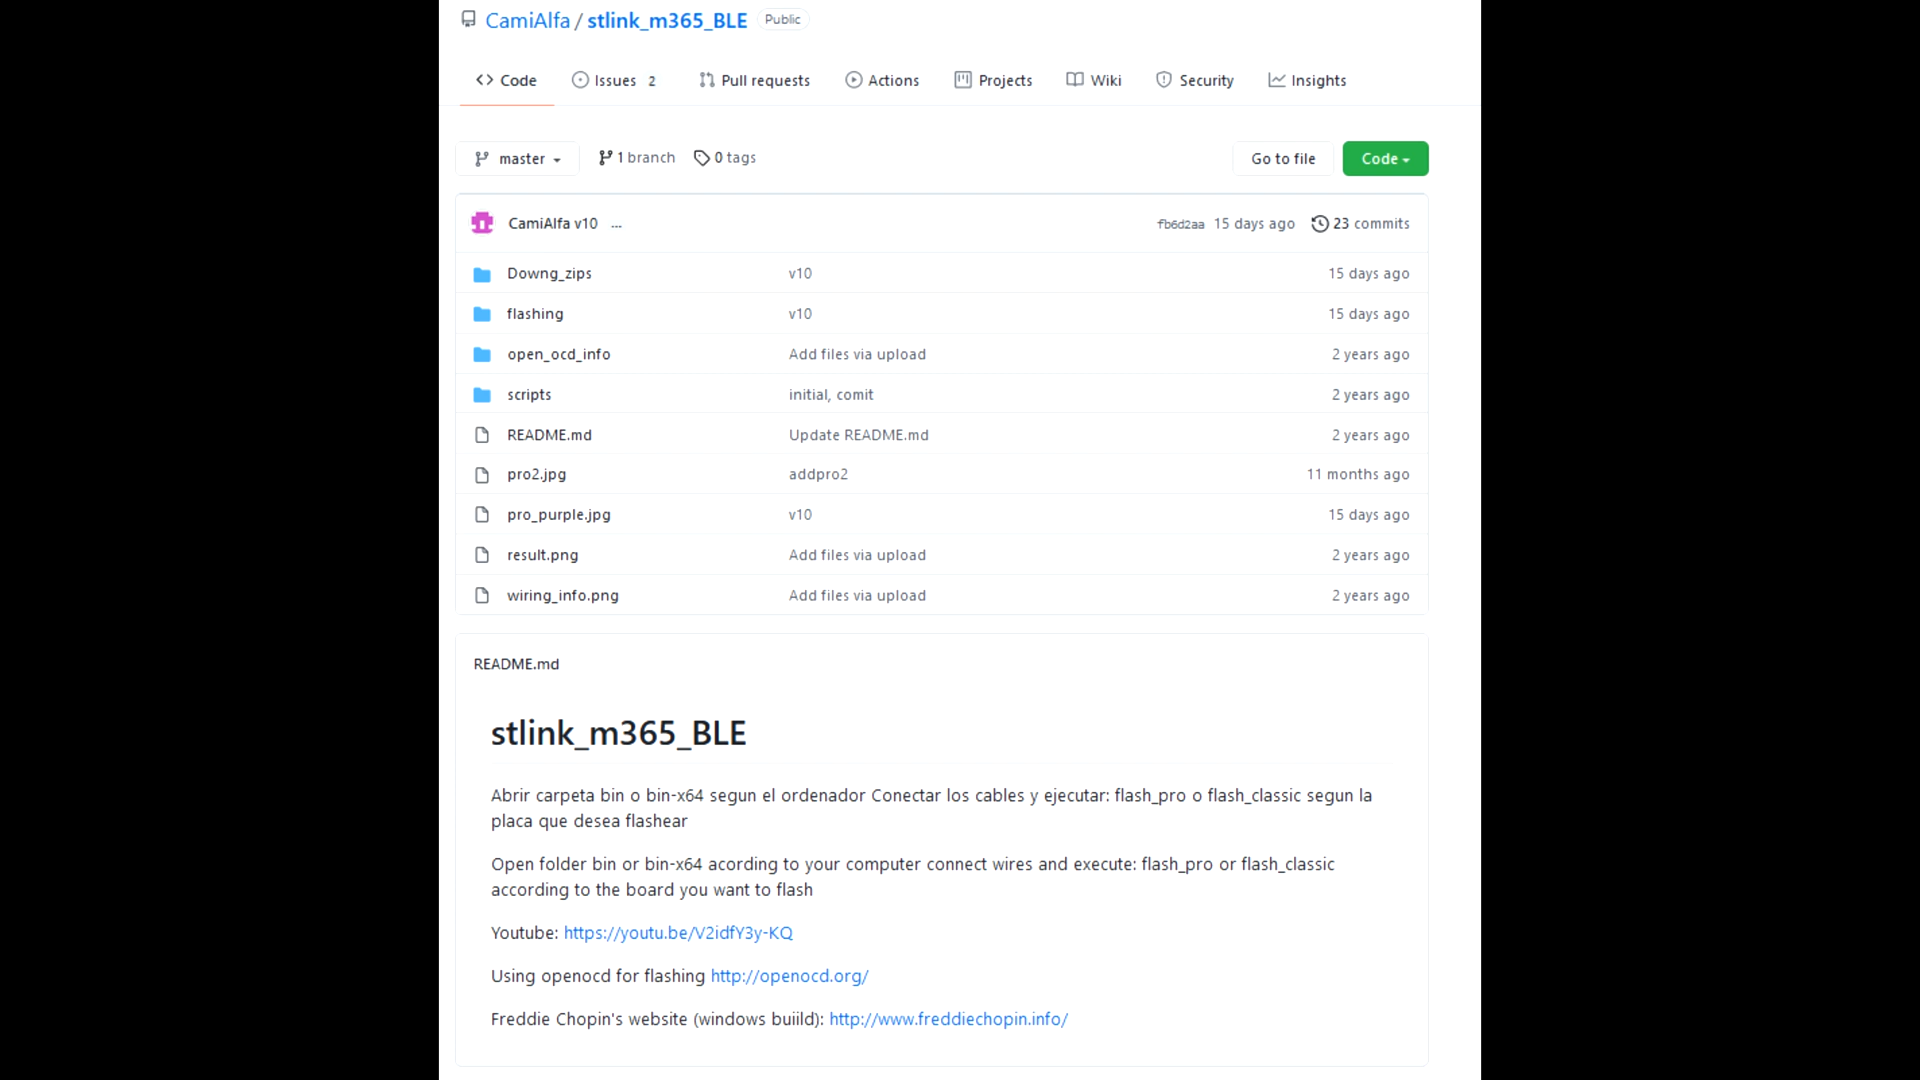 CamiAlfa / stlink_m365_BLE Public
Code Issues 2 Pull requests Actions Projects Wiki Security Insights
master 1 branch 0 tags Go to file Code
CamiAlfa v10 ... fb6d2aa 15 days ago 23 commits
Downg_zips v10 15 days ago
flashing v10 15 days ago
open_ocd_info Add files via upload 2 years ago
scripts initial, comit 2 years ago
README.md Update README.md 2 years ago
pro2.jpg addpro2 11 months ago
pro_purple.jpg v10 15 days ago
result.png Add files via upload 2 years ago
wiring_info.png Add files via upload 2 years ago
README.md
stlink_m365_BLE
Abrir carpeta bin o bin-x64 segun el ordenador Conectar los cables y ejecutar: flash_pro o flash_classic segun la
placa que desea flashear
Open folder bin or bin-x64 acording to your computer connect wires and execute: flash_pro or flash_classic
according to the board you want to flash
Youtube: https://youtu.be/V2idfY3y-KQ
Using openocd for flashing http://openocd.org/
Freddie Chopin's website (windows buiild): http://www.freddiechopin.info/